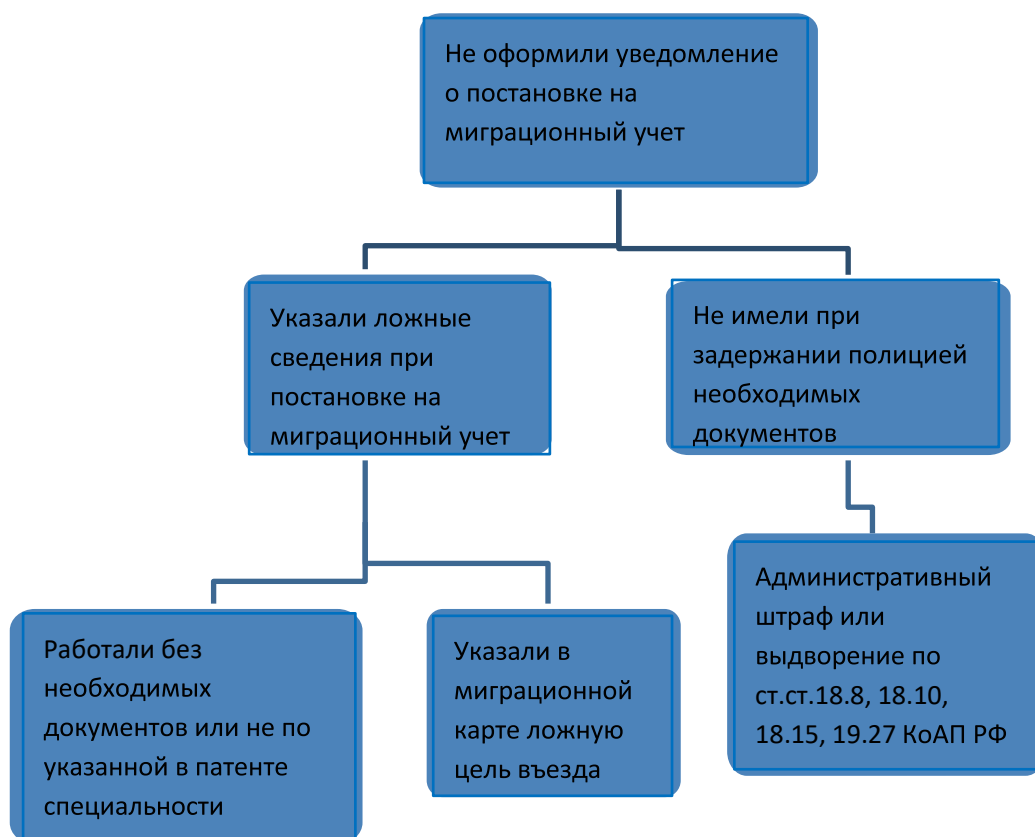 Не оформили уведомление
о постановке на
миграционный учет
Указали ложные
сведения при
постановке на
миграционный учет
Не имели при
задержании полицией
необходимых
документов
Работали без
необходимых
документов или не по
указанной в патенте
специальности
Указали в
миграционной
карте ложную
цель въезда
Административный
штраф или
выдворение по
ст.ст.18.8, 18.10,
18.15, 19.27 КоАП РФ